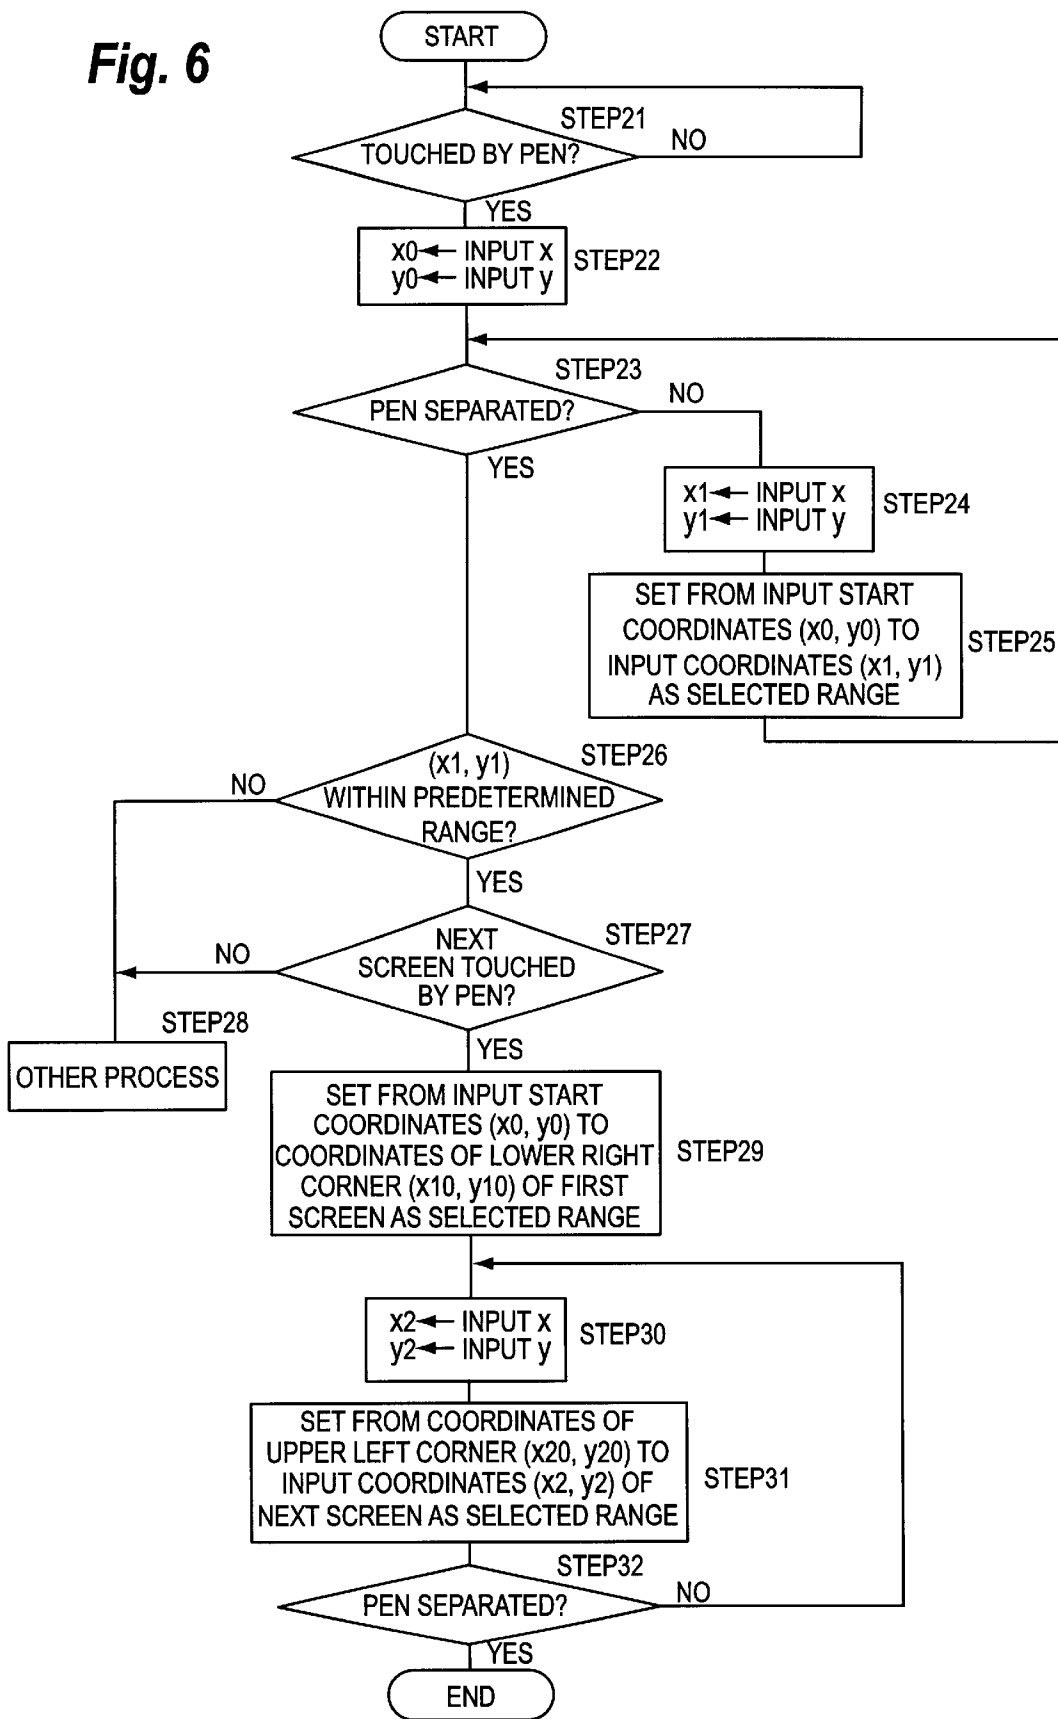 Fig. 6
START
STEP21
TOUCHED BY PEN?
NO
YES
x0← INPUT x
y0← INPUT y
STEP22
STEP23
PEN SEPARATED?
NO
YES
x1← INPUT x
y1← INPUT y
STEP24
SET FROM INPUT START
COORDINATES (x0, y0) TO
INPUT COORDINATES (x1, y1)
AS SELECTED RANGE
STEP25
STEP26
(x1, y1)
WITHIN PREDETERMINED
RANGE?
NO
YES
STEP27
NEXT
SCREEN TOUCHED
BY PEN?
NO
YES
STEP28
OTHER PROCESS
SET FROM INPUT START
COORDINATES (x0, y0) TO
COORDINATES OF LOWER RIGHT
CORNER (x10, y10) OF FIRST
SCREEN AS SELECTED RANGE
STEP29
x2← INPUT x
y2← INPUT y
STEP30
SET FROM COORDINATES OF
UPPER LEFT CORNER (x20, y20) TO
INPUT COORDINATES (x2, y2) OF
NEXT SCREEN AS SELECTED RANGE
STEP31
STEP32
PEN SEPARATED?
NO
YES
END